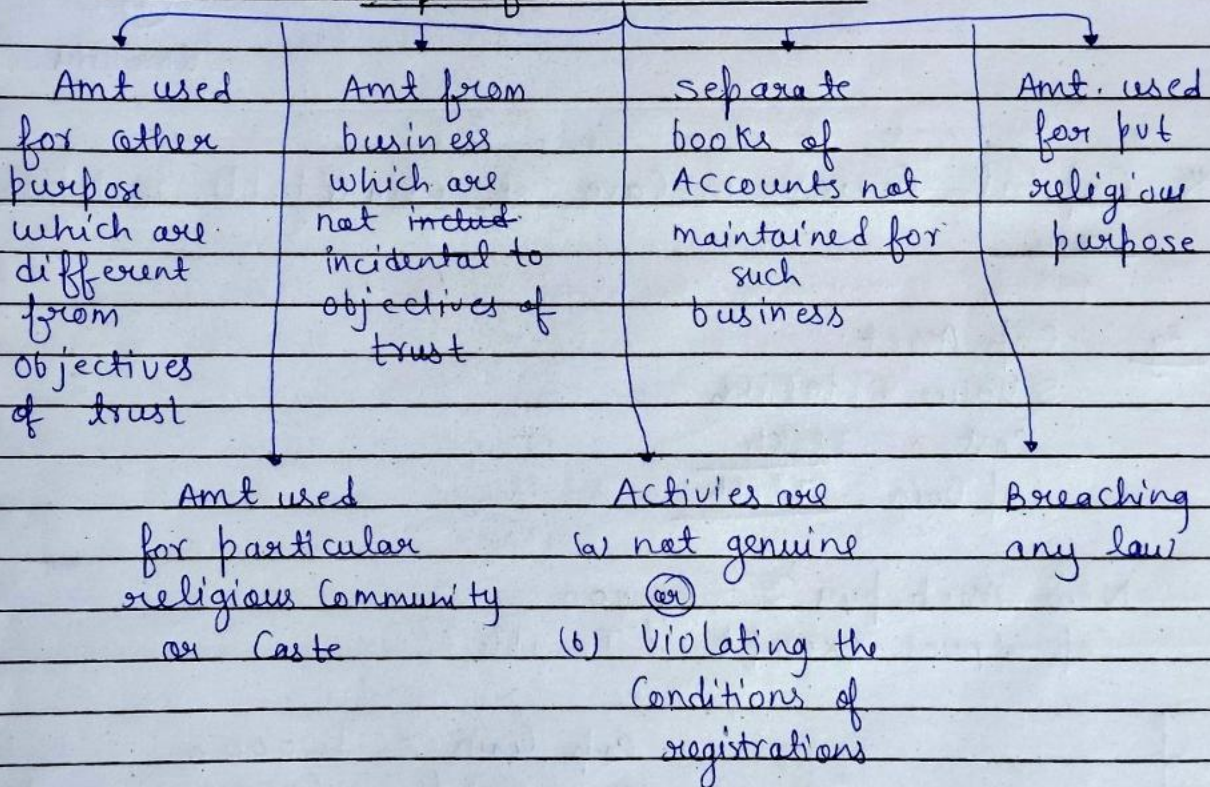 Amt used
for other
purpose
which are
different
from
objectives
of trust
Amt from
business
which are
not includ
incidental to
objectives of
trust
separate
books of
Accounts not
maintained for
such
business
Amt. used
for pvt
religious
purpose
Amt used
for particular
religious Community
or Caste
Activies are
(a) not genuine
or
(b) Violating the
Conditions of
registrations
Breaching
any law